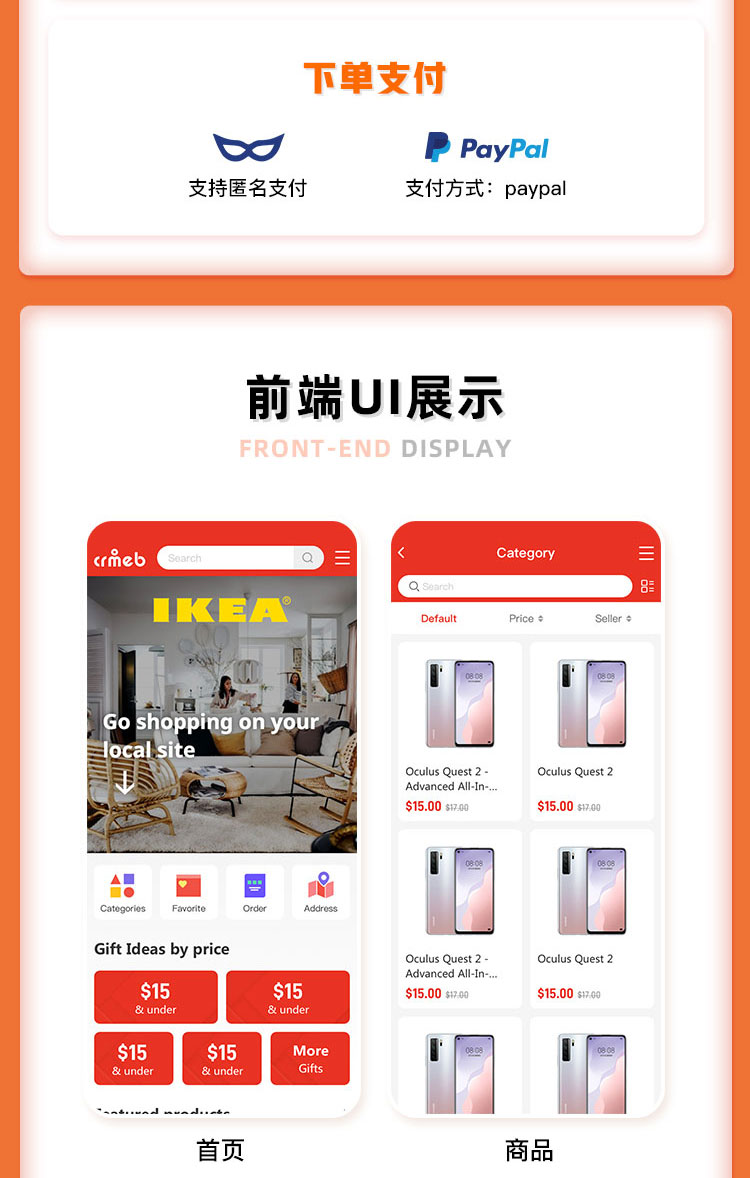 下单支付
PayPal
支持匿名支付
支付方式：paypal
前端UI展示
FRONT-END DISPLAY
crmeb
Search
IKEA®
Go shopping on your
local site
Categories
Favorite
Order
Address
Gift Ideas by price
$15
& under
$15
& under
$15
& under
$15
& under
More
Gifts
Featured products
首页
Category
Search
Default
Price
Seller
08:08
08:08
Oculus Quest 2 -
Advanced All-In-...
$15.00 $17.00
Oculus Quest 2
$15.00 $17.00
08:08
08:08
Oculus Quest 2 -
Advanced All-In-...
$15.00 $17.00
Oculus Quest 2
$15.00 $17.00
08:08
08:08
商品